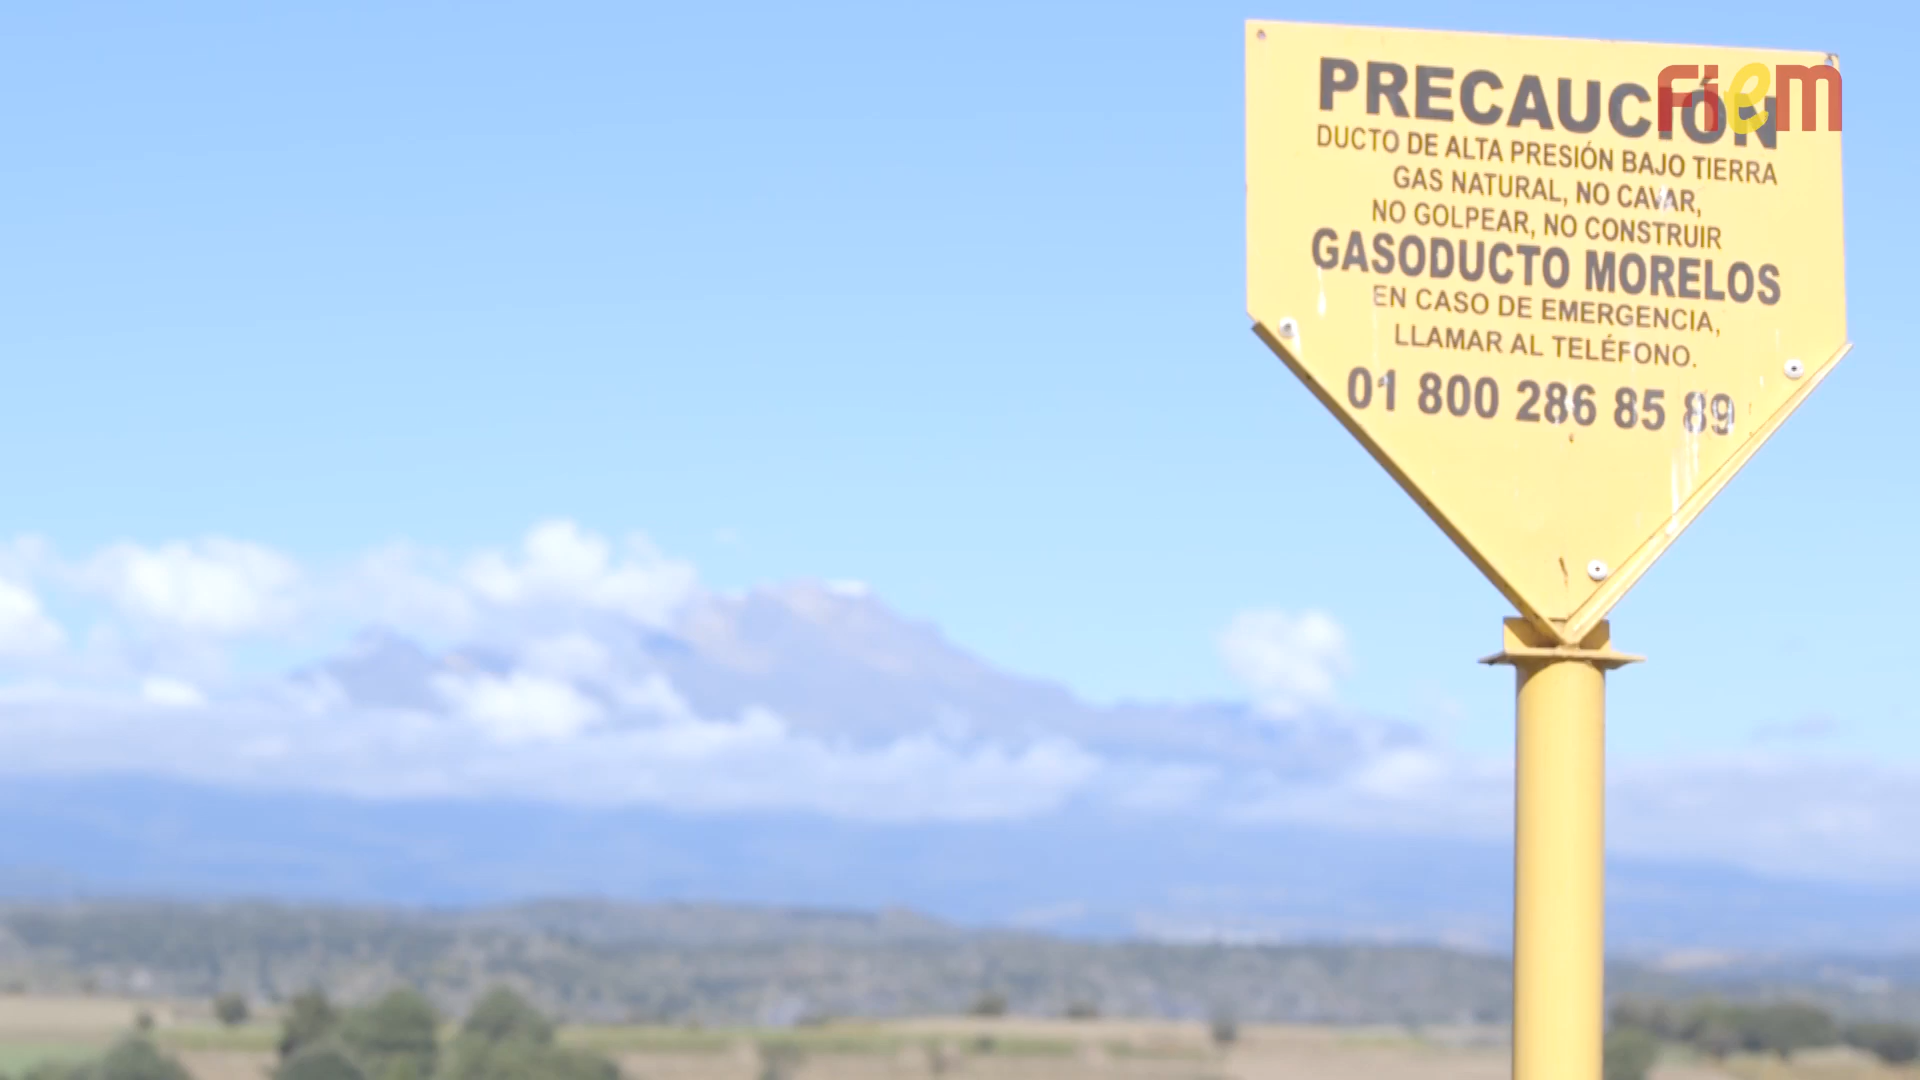 PRECAUCIÓN
fiem
DUCTO DE ALTA PRESIÓN BAJO TIERRA
GAS NATURAL, NO CAVAR,
NO GOLPEAR, NO CONSTRUIR
GASODUCTO MORELOS
EN CASO DE EMERGENCIA,
LLAMAR AL TELÉFONO.
01 800 286 85 89